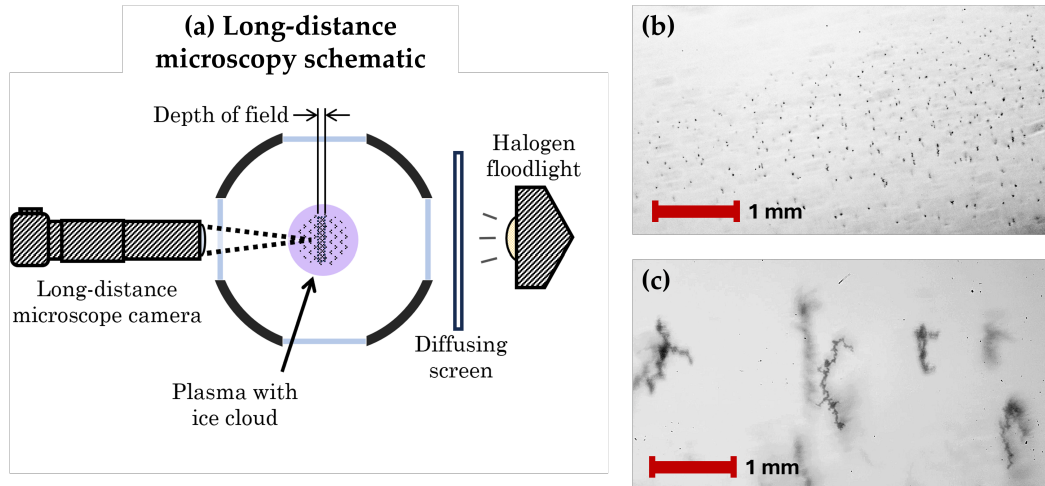 (a) Long-distance
microscopy schematic
Depth of field
Halogen
floodlight
Long-distance
microscope camera
Diffusing
screen
Plasma with
ice cloud
(b)
1 mm
(c)
1 mm